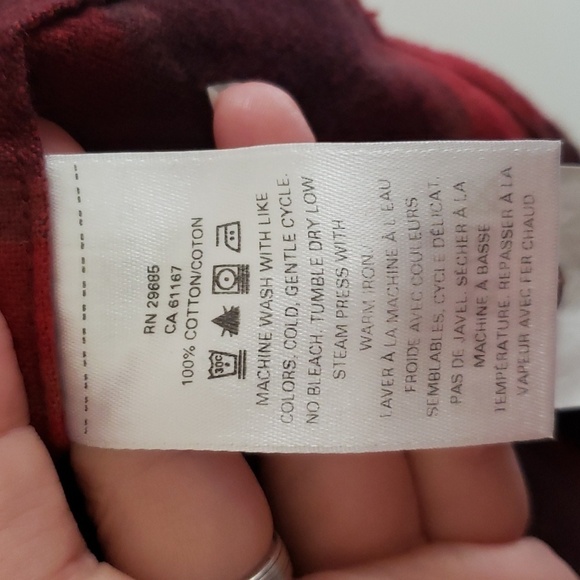 RN 29685
CA 61167
100% COTTON/COTON
30C
MACHINE WASH WITH LIKE
COLORS, COLD, GENTLE CYCLE.
NO BLEACH, TUMBLE DRY LOW
STEAM PRESS WITH
WARM IRON.
LAVER À LA MACHINE À L'EAU
FROIDE AVEC COULEURS
SEMBLABLES, CYCLE DÉLICAT.
PAS DE JAVEL, SÉCHER À LA
MACHINE À BASSE
TEMPÉRATURE, REPASSER À LA
VAPEUR AVEC FER CHAUD